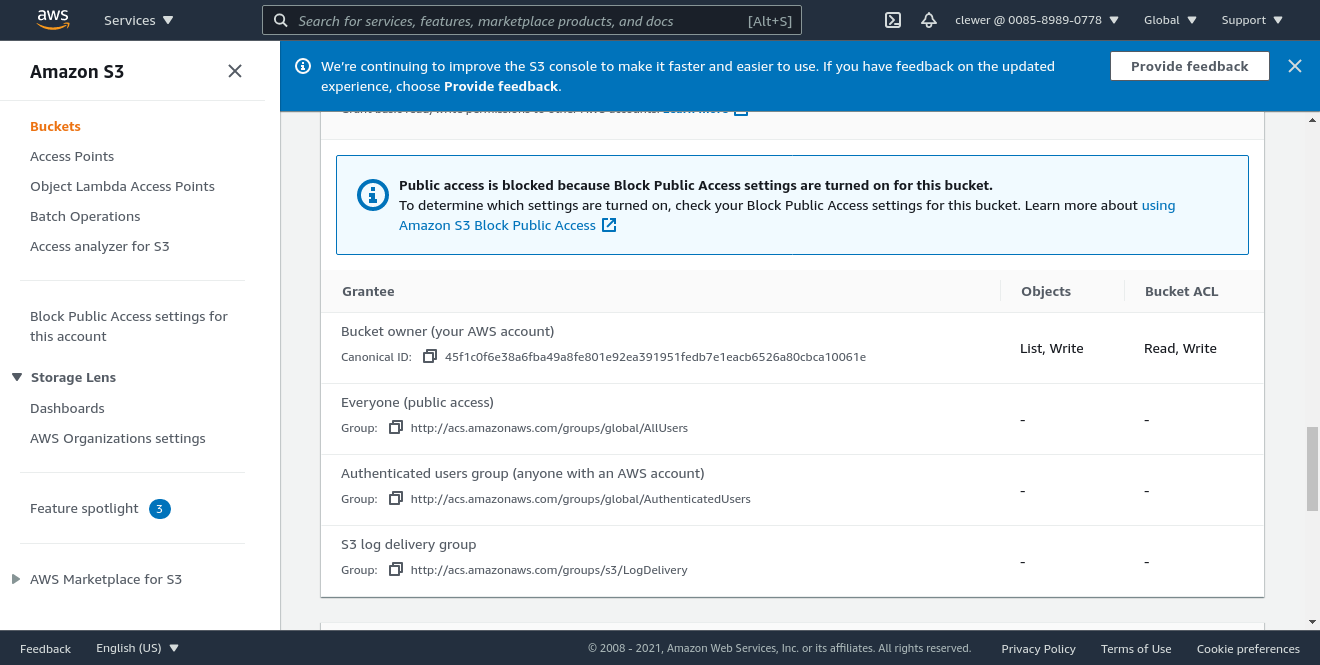 aws
Services
Search for services, features, marketplace products, and docs
[Alt+S]
clewer @ 0085-8989-0778
Global
Support
Amazon S3
Buckets
Access Points
Object Lambda Access Points
Batch Operations
Access analyzer for S3
Block Public Access settings for
this account
Storage Lens
Dashboards
AWS Organizations settings
Feature spotlight 3
AWS Marketplace for S3
We're continuing to improve the S3 console to make it faster and easier to use. If you have feedback on the updated
experience, choose Provide feedback.
Provide feedback
Public access is blocked because Block Public Access settings are turned on for this bucket.
To determine which settings are turned on, check your Block Public Access settings for this bucket. Learn more about using
Amazon S3 Block Public Access
Grantee
Objects
Bucket ACL
Bucket owner (your AWS account)
Canonical ID: 45f1c0f6e38a6fba49a8fe801e92ea391951fedb7e1eacb6526a80cbca10061e
List, Write
Read, Write
Everyone (public access)
Group: http://acs.amazonaws.com/groups/global/AllUsers
-
-
Authenticated users group (anyone with an AWS account)
Group: http://acs.amazonaws.com/groups/global/AuthenticatedUsers
-
-
S3 log delivery group
Group: http://acs.amazonaws.com/groups/s3/LogDelivery
-
-
Feedback
English (US)
© 2008 - 2021, Amazon Web Services, Inc. or its affiliates. All rights reserved.
Privacy Policy
Terms of Use
Cookie preferences